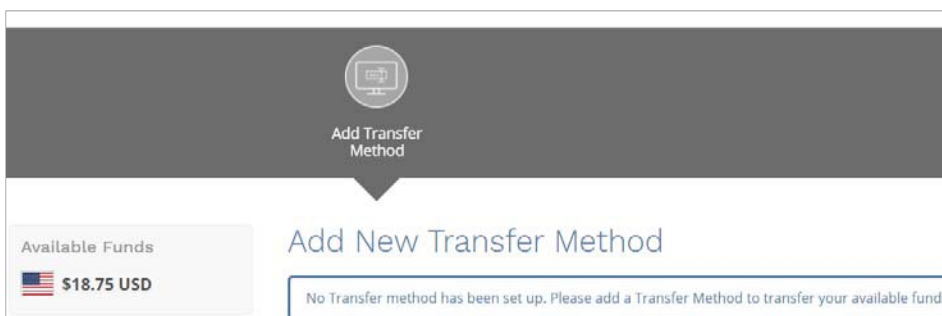 Add Transfer
Method
Available Funds
$18.75 USD
Add New Transfer Method
No Transfer method has been set up. Please add a Transfer Method to transfer your available fund